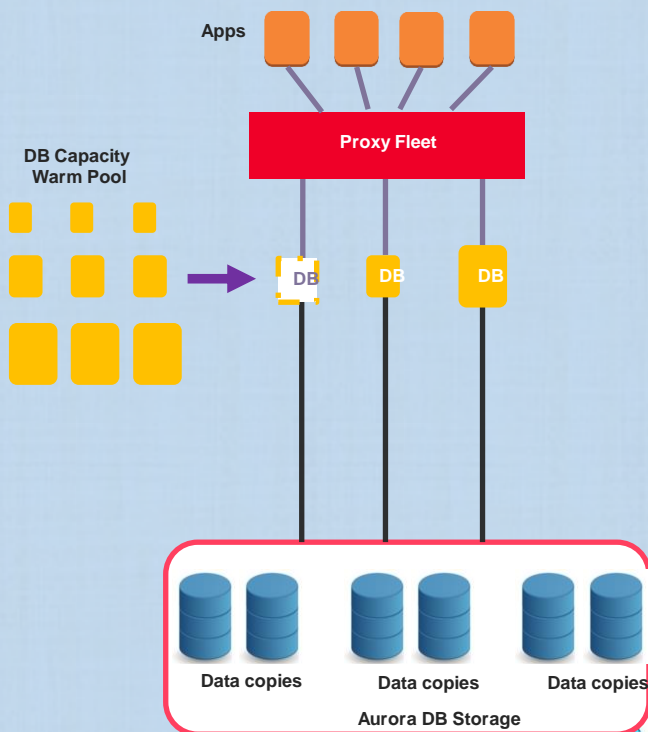 Apps
Proxy Fleet
DB Capacity
Warm Pool
DB
DB
DB
Data copies
Data copies
Data copies
Aurora DB Storage